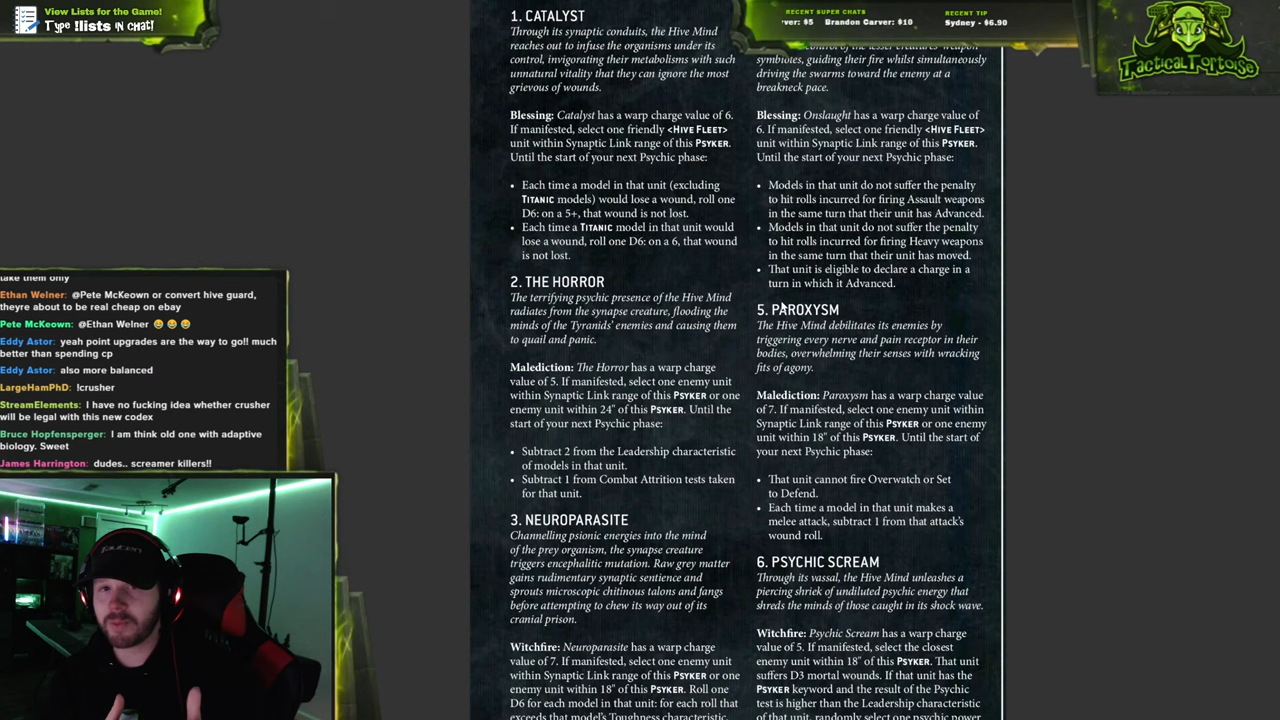 View Lists for the Game!
Type !lists in chat!
RECENT SUPER CHATS
ver: $5 Brandon Carver: $10
RECENT TIP
Sydney - $6.90
TacticalTortoise
take them only
Ethan Welner: @Pete McKeown or convert hive guard,
theyre about to be real cheap on ebay
Pete McKeown: @Ethan Welner 😂 😂 😂
Eddy Astor: yeah point upgrades are the way to go!! much
better than spending cp
Eddy Astor: also more balanced
LargeHamPhD: !crusher
StreamElements: I have no fucking idea whether crusher
will be legal with this new codex
Bruce Hopfensperger: I am think old one with adaptive
biology. Sweet
James Harrington: dudes.. screamer killers!!
1. CATALYST
Through its synaptic conduits, the Hive Mind
reaches out to infuse the organisms under its
control, invigorating their metabolisms with such
unnatural vitality that they can ignore the most
grievous of wounds.
Blessing: Catalyst has a warp charge value of 6.
If manifested, select one friendly <HIVE FLEET>
unit within Synaptic Link range of this PSYKER.
Until the start of your next Psychic phase:
• Each time a model in that unit (excluding
TITANIC models) would lose a wound, roll one
D6: on a 5+, that wound is not lost.
• Each time a TITANIC model in that unit would
lose a wound, roll one D6: on a 6, that wound
is not lost.
2. THE HORROR
The terrifying psychic presence of the Hive Mind
radiates from the synapse creature, flooding the
minds of the Tyranids' enemies and causing them
to quail and panic.
Malediction: The Horror has a warp charge
value of 5. If manifested, select one enemy unit
within Synaptic Link range of this PSYKER or one
enemy unit within 24" of this PSYKER. Until the
start of your next Psychic phase:
• Subtract 2 from the Leadership characteristic
of models in that unit.
• Subtract 1 from Combat Attrition tests taken
for that unit.
3. NEUROPARASITE
Channelling psionic energies into the mind
of the prey organism, the synapse creature
triggers encephalitic mutation. Raw grey matter
gains rudimentary synaptic sentience and
sprouts microscopic chitinous talons and fangs
before attempting to chew its way out of its
cranial prison.
Witchfire: Neuroparasite has a warp charge
value of 7. If manifested, select one enemy unit
within Synaptic Link range of this PSYKER or one
enemy unit within 18" of this PSYKER. Roll one
D6 for each model in that unit: for each roll that
exceeds that model's Toughness characteristic,
control of the lesser creatures' weapon
symbiotes, guiding their fire whilst simultaneously
driving the swarms toward the enemy at a
breakneck pace.
Blessing: Onslaught has a warp charge value of
6. If manifested, select one friendly <HIVE FLEET>
unit within Synaptic Link range of this PSYKER.
Until the start of your next Psychic phase:
• Models in that unit do not suffer the penalty
to hit rolls incurred for firing Assault weapons
in the same turn that their unit has Advanced.
• Models in that unit do not suffer the penalty
to hit rolls incurred for firing Heavy weapons
in the same turn that their unit has moved.
• That unit is eligible to declare a charge in a
turn in which it Advanced.
5. PAROXYSM
The Hive Mind debilitates its enemies by
triggering every nerve and pain receptor in their
bodies, overwhelming their senses with wracking
fits of agony.
Malediction: Paroxysm has a warp charge value
of 7. If manifested, select one enemy unit within
Synaptic Link range of this PSYKER or one enemy
unit within 18" of this PSYKER. Until the start of
your next Psychic phase:
• That unit cannot fire Overwatch or Set
to Defend.
• Each time a model in that unit makes a
melee attack, subtract 1 from that attack's
wound roll.
6. PSYCHIC SCREAM
Through its vassal, the Hive Mind unleashes a
piercing shriek of undiluted psychic energy that
shreds the minds of those caught in its shock wave.
Witchfire: Psychic Scream has a warp charge
value of 5. If manifested, select the closest
enemy unit within 18" of this PSYKER. That unit
suffers D3 mortal wounds. If that unit has the
PSYKER keyword and the result of the Psychic
test is higher than the Leadership characteristic
of that unit, randomly select one psychic power